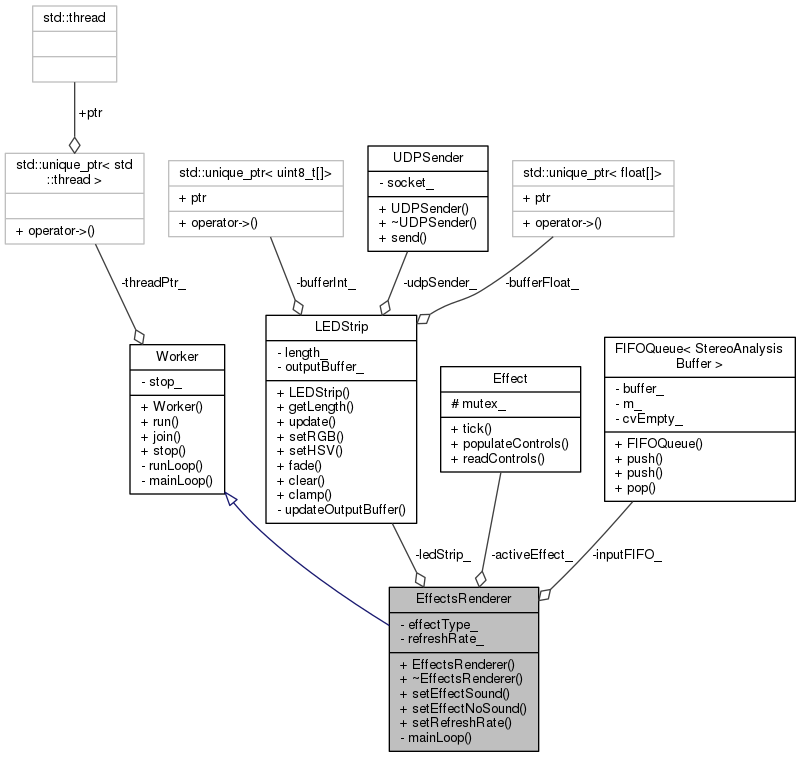 std::thread
+ptr
std::unique_ptr< std
::thread >
+ operator->()
std::unique_ptr< uint8_t[]>
+ ptr
+ operator->()
UDPSender
- socket_
+ UDPSender()
+ ~UDPSender()
+ send()
std::unique_ptr< float[]>
+ ptr
+ operator->()
-threadPtr_
-bufferInt_
-udpSender_
-bufferFloat_
Worker
- stop_
+ Worker()
+ run()
+ join()
+ stop()
- runLoop()
- mainLoop()
LEDStrip
- length_
- outputBuffer_
+ LEDStrip()
+ getLength()
+ update()
+ setRGB()
+ setHSV()
+ fade()
+ clear()
+ clamp()
- updateOutputBuffer()
Effect
# mutex_
+ tick()
+ populateControls()
+ readControls()
FIFOQueue< StereoAnalysis
Buffer >
- buffer_
- m_
- cvEmpty_
+ FIFOQueue()
+ push()
+ push()
+ pop()
-ledStrip_
-activeEffect_
-inputFIFO_
EffectsRenderer
- effectType_
- refreshRate_
+ EffectsRenderer()
+ ~EffectsRenderer()
+ setEffectSound()
+ setEffectNoSound()
+ setRefreshRate()
- mainLoop()